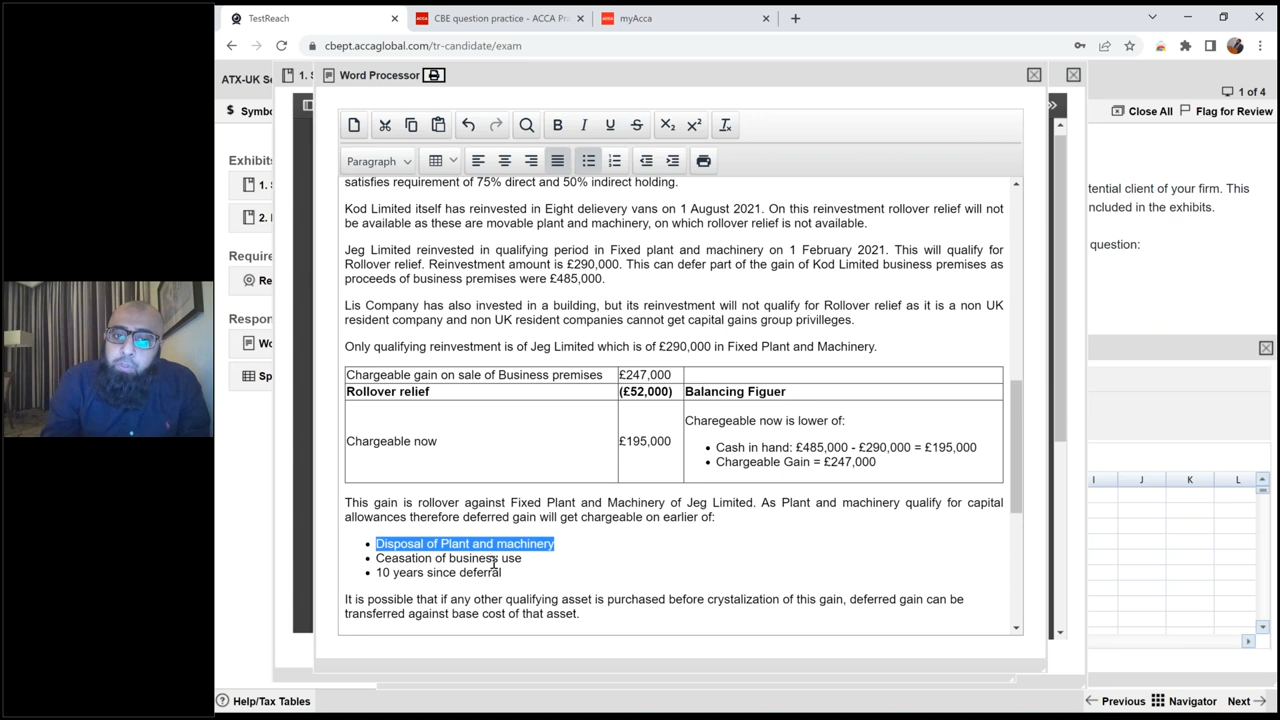 TestReach
CBE question practice - ACCA Pra
myAcca
cbept.accaglobal.com/tr-candidate/exam
ATX-UK Se
1. S
Word Processor
1 of 4
$ Symbo
Close All
Flag for Review
Paragraph
Exhibits
1.
2.
Require
Re
Respon
Wo
Sp
tential client of your firm. This
ncluded in the exhibits.
question:
satisfies requirement of 75% direct and 50% indirect holding.
Kod Limited itself has reinvested in Eight delievery vans on 1 August 2021. On this reinvestment rollover relief will not
be available as these are movable plant and machinery, on which rollover relief is not available.
Jeg Limited reinvested in qualifying period in Fixed plant and machinery on 1 February 2021. This will qualify for
Rollover relief. Reinvestment amount is £290,000. This can defer part of the gain of Kod Limited business premises as
proceeds of business premises were £485,000.
Lis Company has also invested in a building, but its reinvestment will not qualify for Rollover relief as it is a non UK
resident company and non UK resident companies cannot get capital gains group privilleges.
Only qualifying reinvestment is of Jeg Limited which is of £290,000 in Fixed Plant and Machinery.
Chargeable gain on sale of Business premises £247,000
Rollover relief (£52,000) Balancing Figuer
Charegeable now is lower of:
Chargeable now £195,000
• Cash in hand: £485,000 - £290,000 = £195,000
• Chargeable Gain = £247,000
This gain is rollover against Fixed Plant and Machinery of Jeg Limited. As Plant and machinery qualify for capital
allowances therefore deferred gain will get chargeable on earlier of:
• Disposal of Plant and machinery
• Ceasation of business use
• 10 years since deferral
It is possible that if any other qualifying asset is purchased before crystalization of this gain, deferred gain can be
transferred against base cost of that asset.
I J K L
Help/Tax Tables
Previous
Navigator
Next